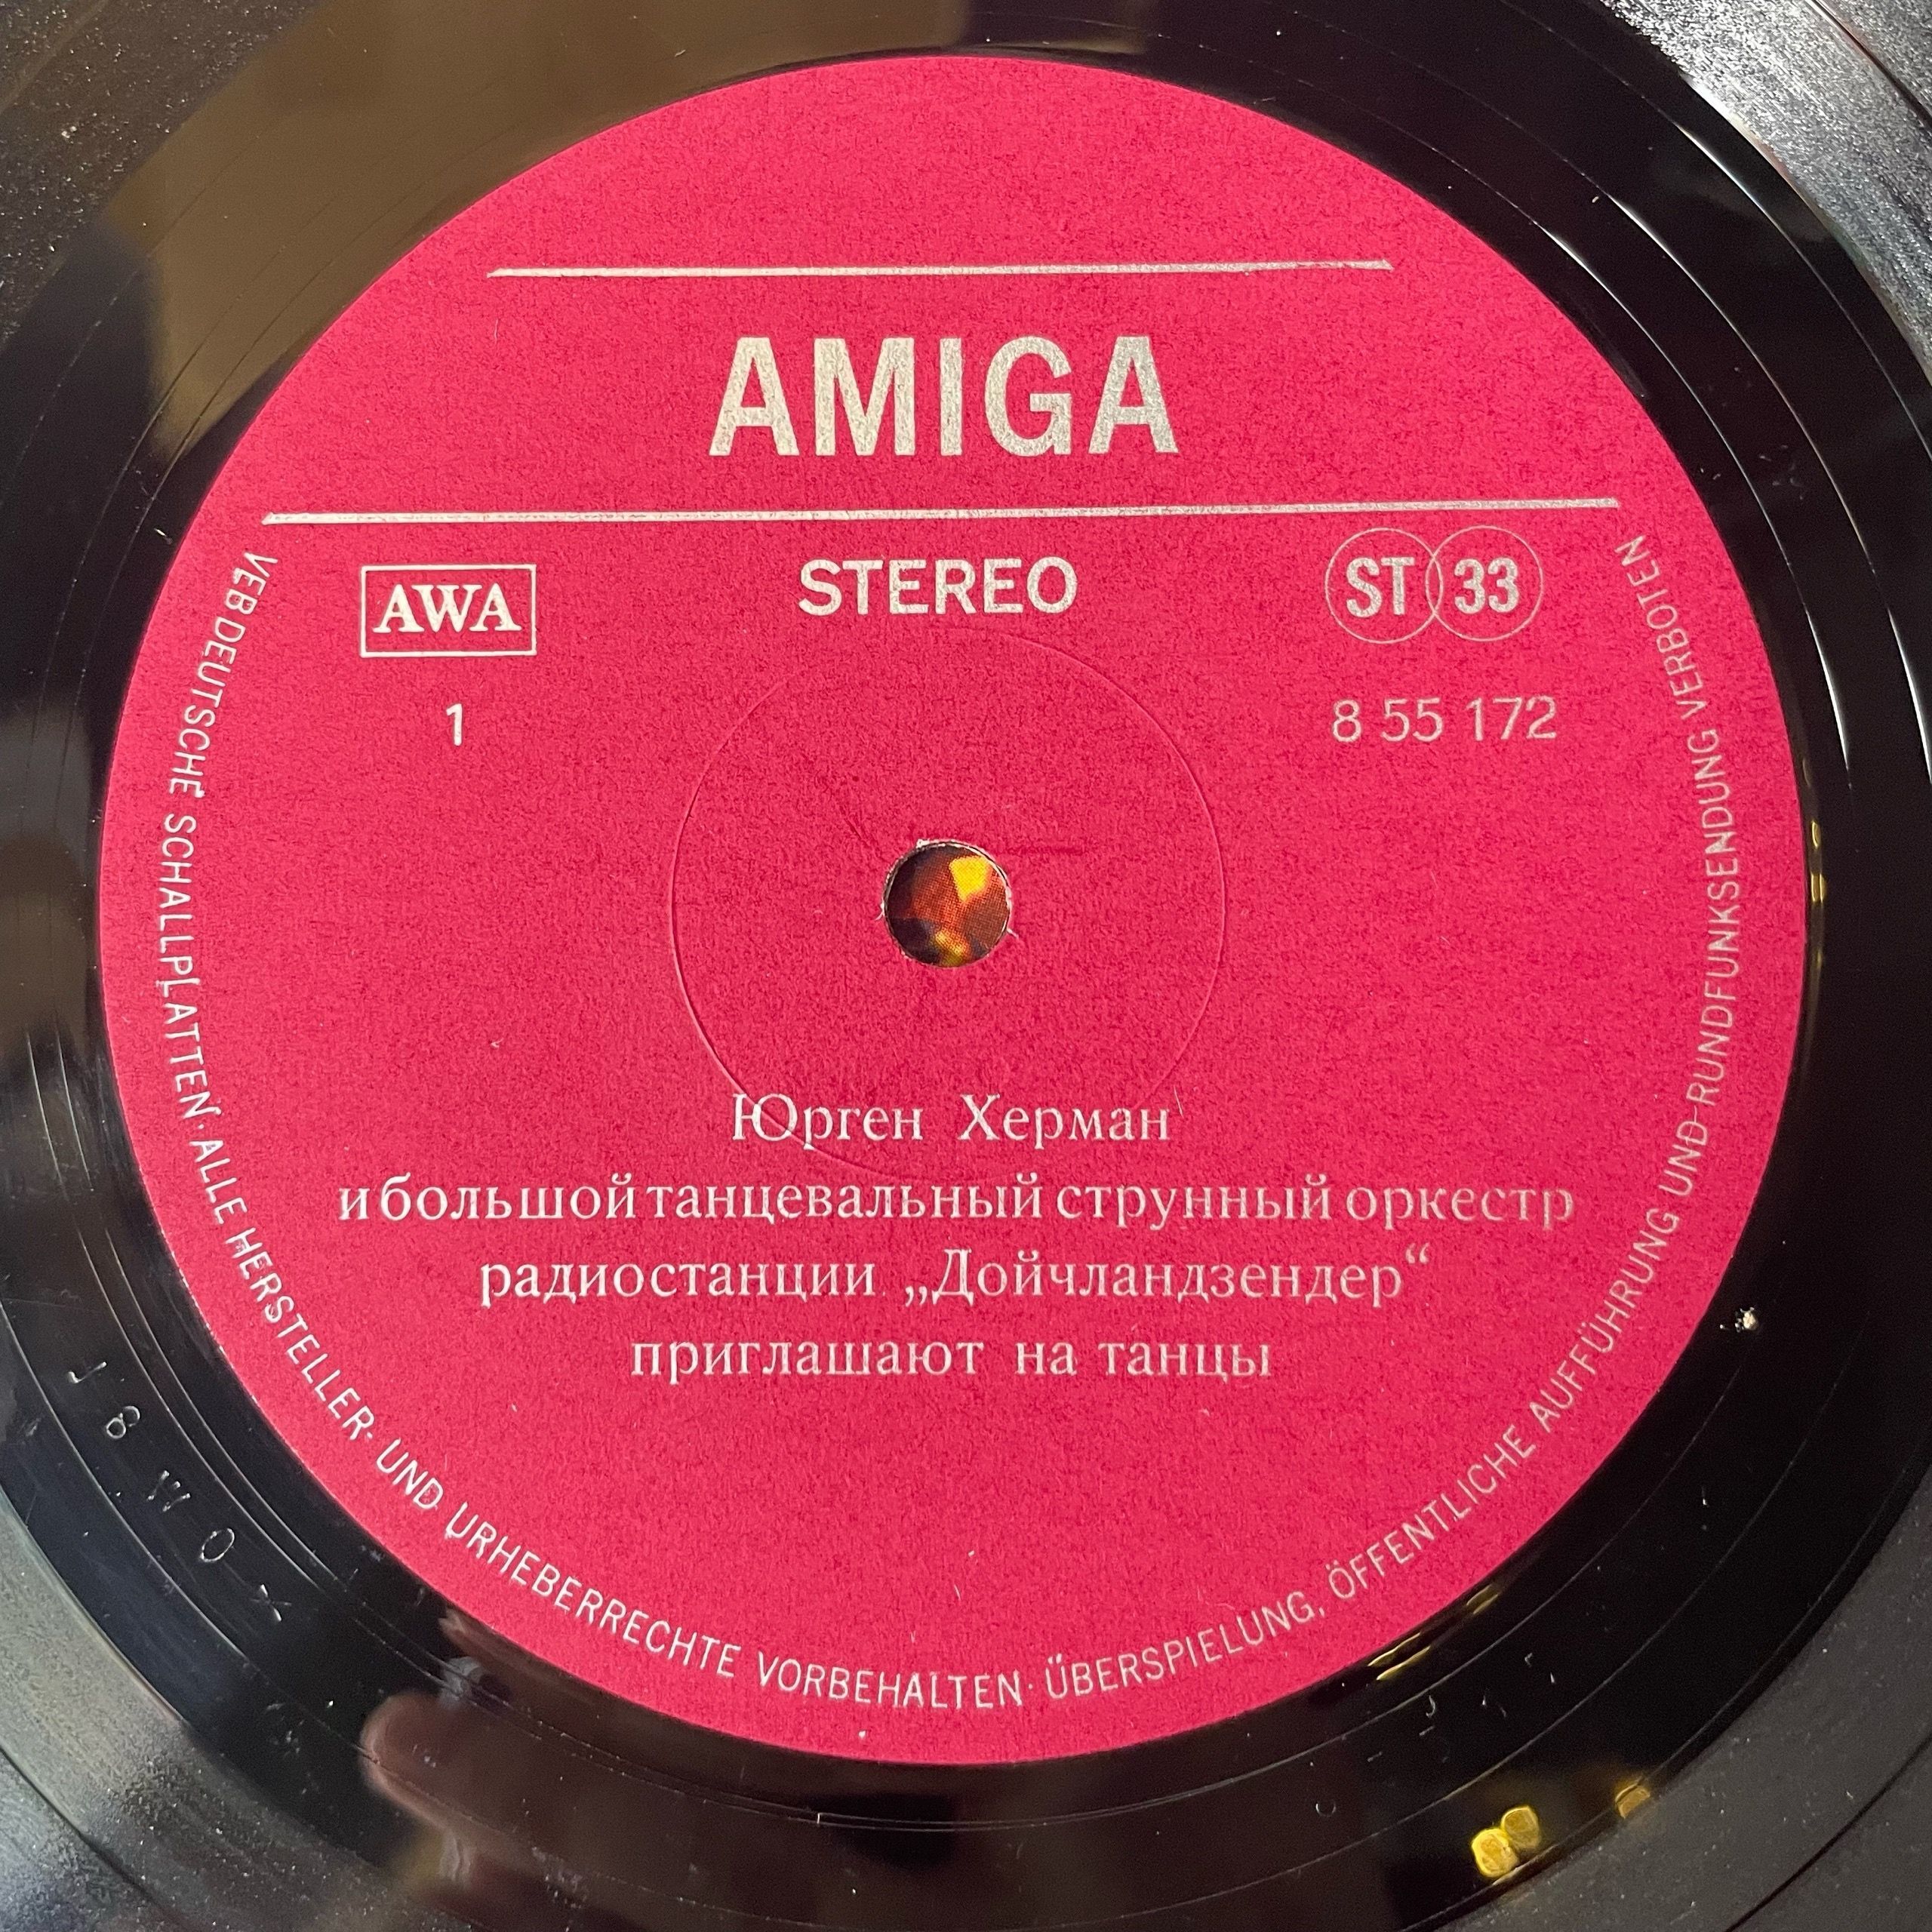 AMIGA
AWA
STEREO
ST 33
1
8 55 172
Юрген Херман
и большой танцевальный струнный оркестр
радиостанции „Дойчландзендер“
приглашают на танцы
VEB DEUTSCHE SCHALLPLATTEN · ALLE HERSTELLER- UND URHEBERRECHTE VORBEHALTEN · ÜBERSPIELUNG, ÖFFENTLICHE AUFFÜHRUNG UND RUNDFUNKSENDUNG VERBOTEN